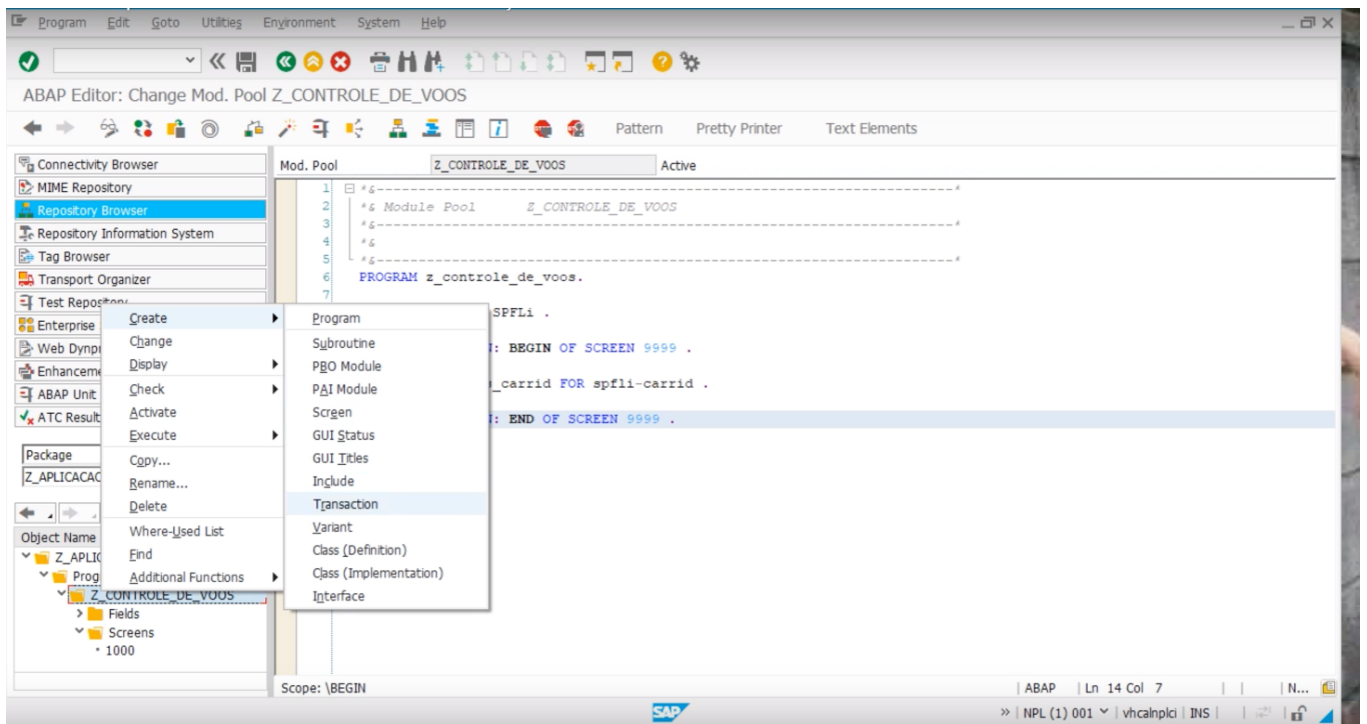 Program Edit Goto Utilities Environment System Help
ABAP Editor: Change Mod. Pool Z_CONTROLE_DE_VOOS
Pattern Pretty Printer Text Elements
Connectivity Browser
MIME Repository
Repository Browser
Repository Information System
Tag Browser
Transport Organizer
Test Repository
Enterprise
Web Dynp
Enhanceme
ABAP Unit
ATC Result
Package
Z_APLICACAO
Object Name
Z_APLIC
Prog
Z_CONTROLE_DE_VOOS
Fields
Screens
1000
Create
Change
Display
Check
Activate
Execute
Copy...
Rename...
Delete
Where-Used List
Find
Additional Functions
Program
Subroutine
PBO Module
PAI Module
Screen
GUI Status
GUI Titles
Include
Transaction
Variant
Class (Definition)
Class (Implementation)
Interface
Mod. Pool Z_CONTROLE_DE_VOOS Active
1 *&---------------------------------------------------------------------*
2 *& Module Pool Z_CONTROLE_DE_VOOS
3 *&---------------------------------------------------------------------*
4 *&
5 *&---------------------------------------------------------------------*
6 PROGRAM z_controle_de_voos.
7
SPFLi .
: BEGIN OF SCREEN 9999 .
_carrid FOR spfli-carrid .
: END OF SCREEN 9999 .
Scope: \BEGIN
ABAP Ln 14 Col 7 N...
SAP
NPL (1) 001 vhcalnplci INS